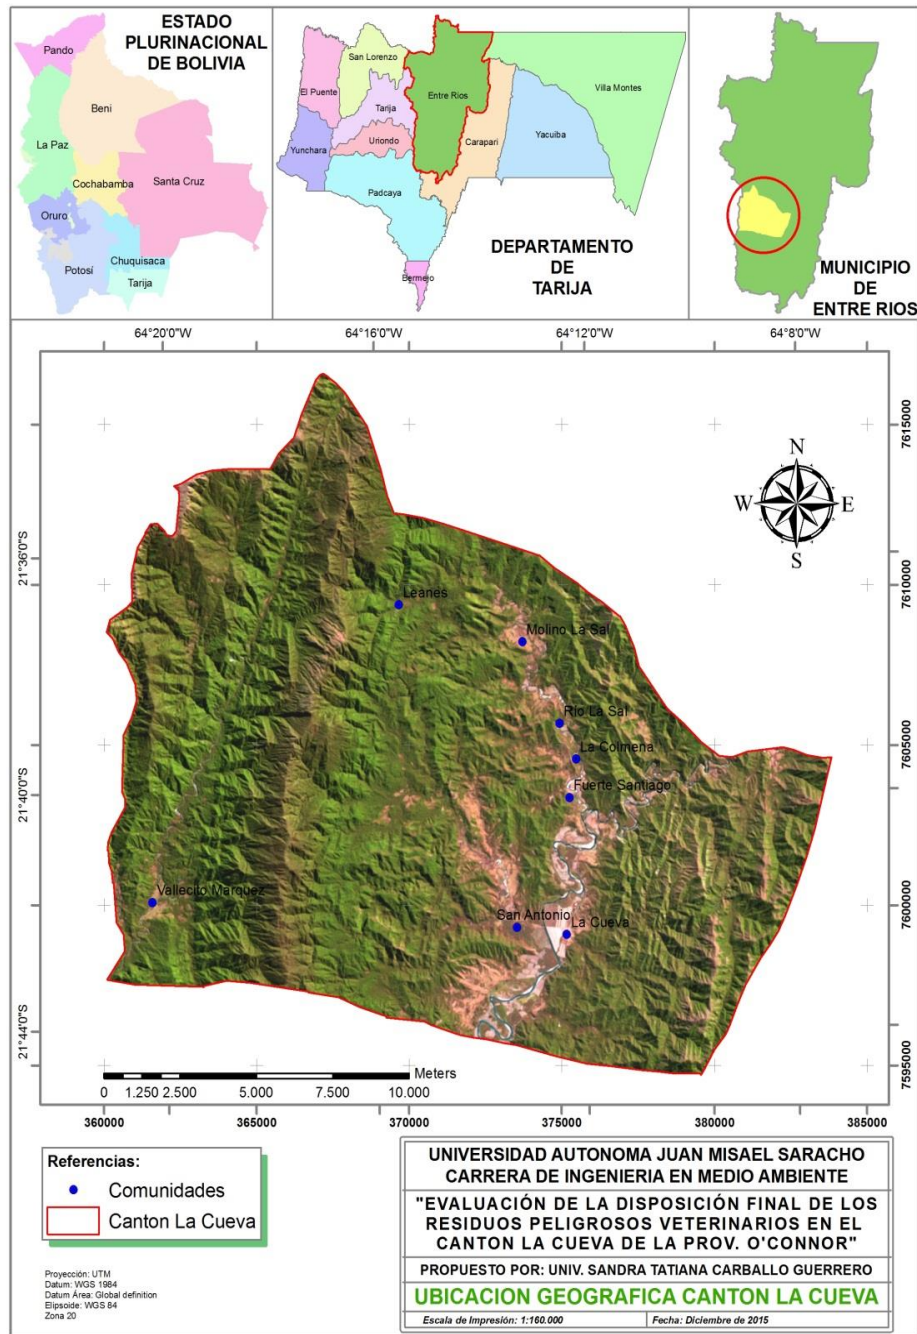 ESTADO
PLURINACIONAL
DE BOLIVIA
Pando
Beni
La Paz
Cochabamba
Santa Cruz
Oruro
Potosí
Chuquisaca
Tarija
San Lorenzo
El Puente
Tarija
Entre Rios
Villa Montes
Yunchara
Uriondo
Caraparí
Yacuiba
Padcaya
Bermejo
DEPARTAMENTO
DE
TARIJA
MUNICIPIO
DE
ENTRE RIOS
64°20'0"W 64°16'0"W 64°12'0"W 64°8'0"W
7615000
N
W E
S
21°36'0"S
7610000
Leanes
Molino La Sal
Rio La Sal
7605000
La Colmena
21°40'0"S
Fuerte Santiago
Vallecito Marquez
7600000
San Antonio
La Cueva
21°44'0"S
7595000
Meters
0 1.250 2.500 5.000 7.500 10.000
360000 365000 370000 375000 380000 385000
Referencias:
Comunidades
Canton La Cueva
Proyección: UTM
Datum: WGS 1984
Datum Área: Global definition
Elipsoide: WGS 84
Zona 20
UNIVERSIDAD AUTONOMA JUAN MISAEL SARACHO
CARRERA DE INGENIERIA EN MEDIO AMBIENTE
"EVALUACIÓN DE LA DISPOSICIÓN FINAL DE LOS
RESIDUOS PELIGROSOS VETERINARIOS EN EL
CANTON LA CUEVA DE LA PROV. O'CONNOR"
PROPUESTO POR: UNIV. SANDRA TATIANA CARBALLO GUERRERO
UBICACION GEOGRAFICA CANTON LA CUEVA
Escala de Impresión: 1:160.000 Fecha: Diciembre de 2015